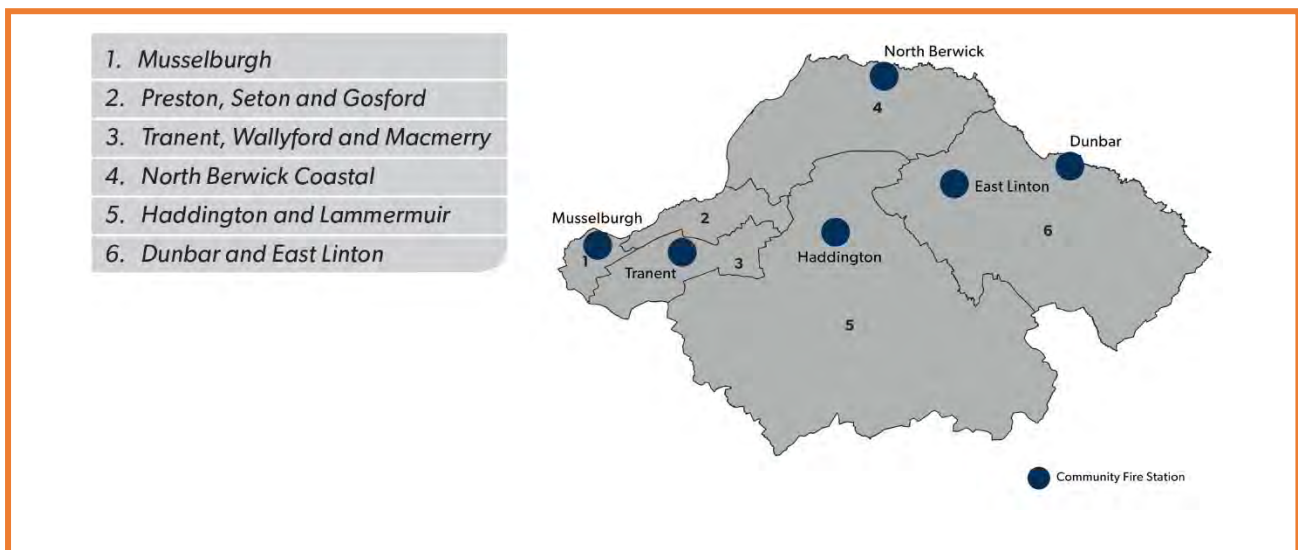 1. Musselburgh
2. Preston, Seton and Gosford
3. Tranent, Wallyford and Macmerry
4. North Berwick Coastal
5. Haddington and Lammermuir
6. Dunbar and East Linton
North Berwick
4
Dunbar
East Linton
Musselburgh
2
6
1
Tranent
3
Haddington
5
Community Fire Station